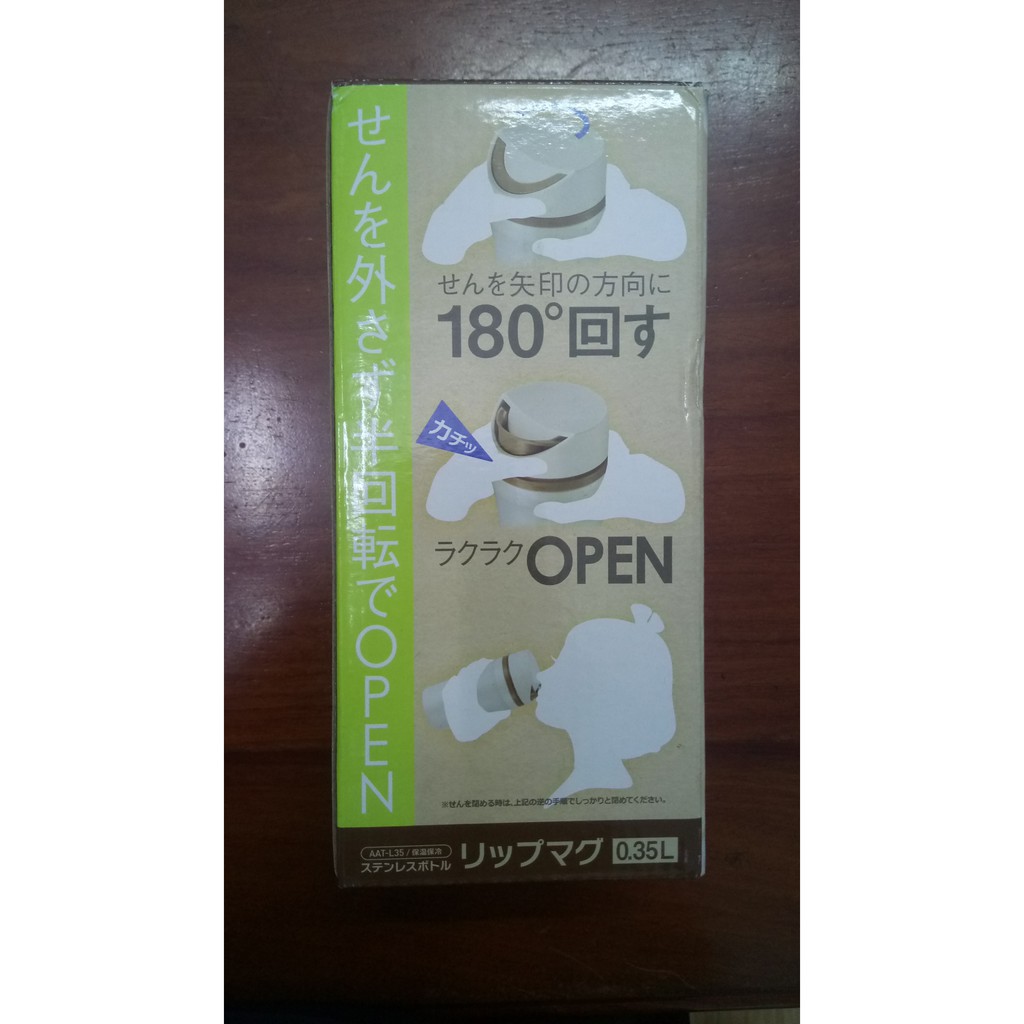 せんを外さず半回転でOPEN
せんを矢印の方向に
180°回す
カチッ
ラクラクOPEN
※せんを閉める時は、上記の逆の手順でしっかりと閉めてください。
AAT-L35/保温保冷
ステンレスボトル
リップマグ 0.35L